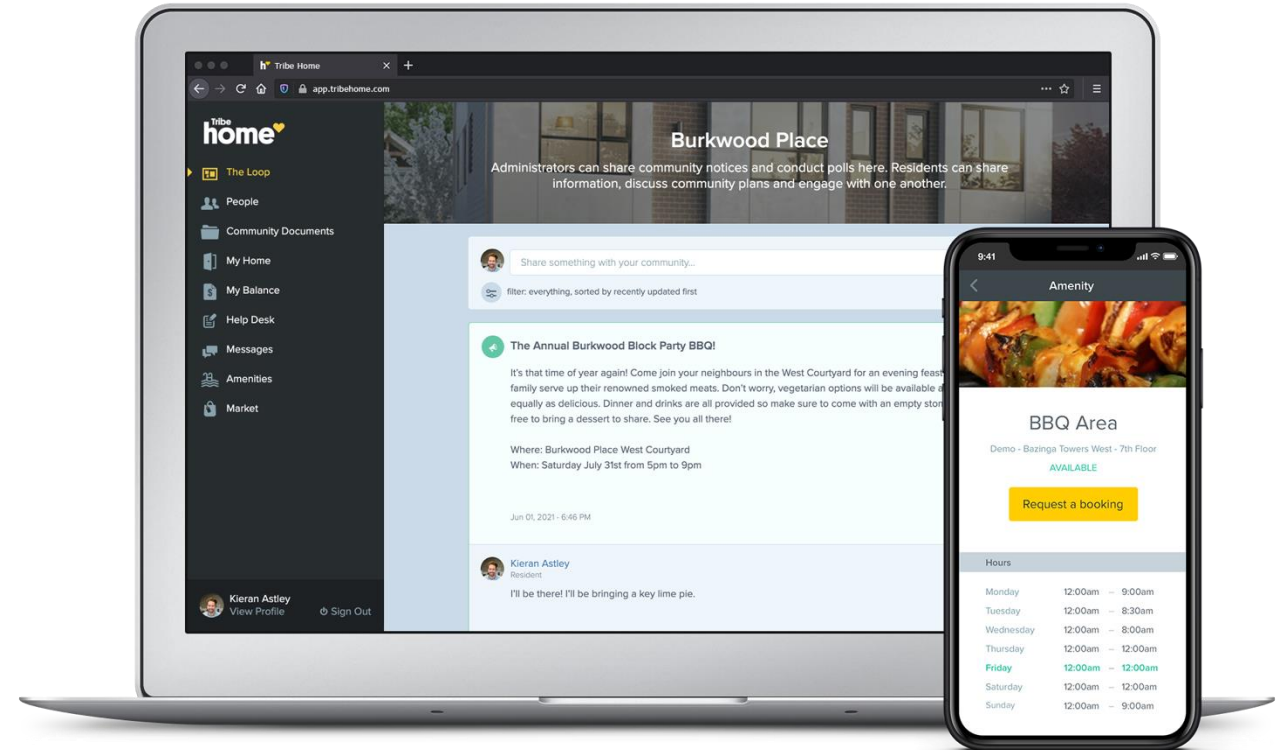 Tribe Home
app.tribehome.com
Tribe
home
The Loop
People
Community Documents
My Home
My Balance
Help Desk
Messages
Amenities
Market
Kieran Astley
View Profile
Sign Out
Burkwood Place
Administrators can share community notices and conduct polls here. Residents can share
information, discuss community plans and engage with one another.
Share something with your community...
filter: everything, sorted by recently updated first
The Annual Burkwood Block Party BBQ!
It's that time of year again! Come join your neighbours in the West Courtyard for an evening feast
family serve up their renowned smoked meats. Don't worry, vegetarian options will be available
equally as delicious. Dinner and drinks are all provided so make sure to come with an empty
free to bring a dessert to share. See you all there!
Where: Burkwood Place West Courtyard
When: Saturday July 31st from 5pm to 9pm
Jun 01, 2021 - 6:46 PM
Kieran Astley
Resident
I'll be there! I'll be bringing a key lime pie.
9:41
Amenity
BBQ Area
Demo - Bazinga Towers West - 7th Floor
AVAILABLE
Request a booking
Hours
Monday 12:00am – 9:00am
Tuesday 12:00am – 8:30am
Wednesday 12:00am – 8:00am
Thursday 12:00am – 12:00am
Friday 12:00am – 12:00am
Saturday 12:00am – 12:00am
Sunday 12:00am – 9:00am